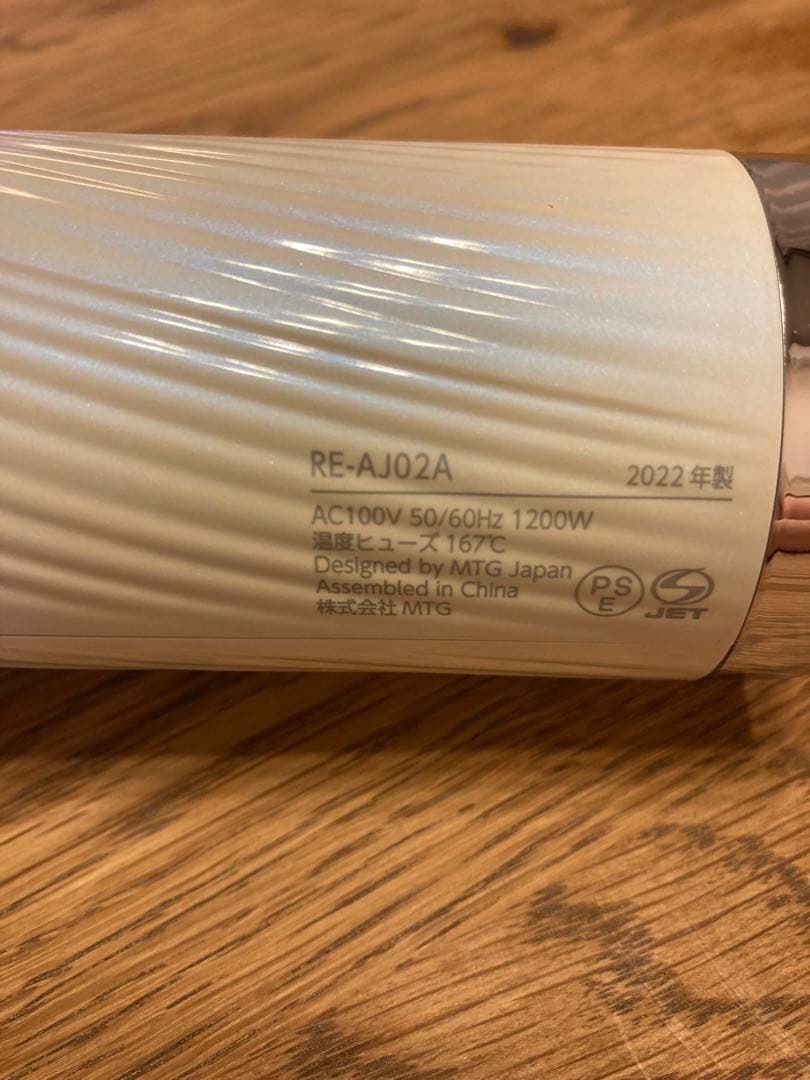 RE-AJ02A 2022年製
AC100V 50/60Hz 1200W
温度ヒューズ 167℃
Designed by MTG Japan
Assembled in China
株式会社 MTG
PS
E
JET